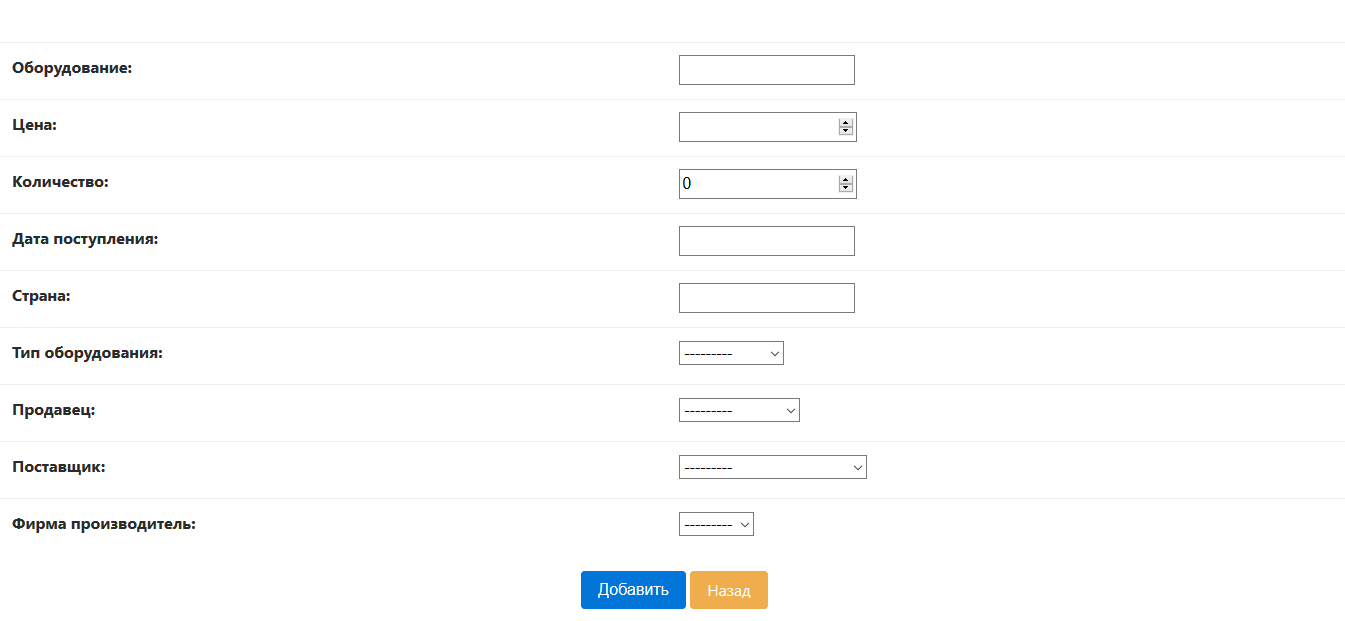 Оборудование:
Цена:
Количество: 0
Дата поступления:
Страна:
Тип оборудования: ---------
Продавец: ---------
Поставщик: ---------
Фирма производитель: ---------
Добавить Назад